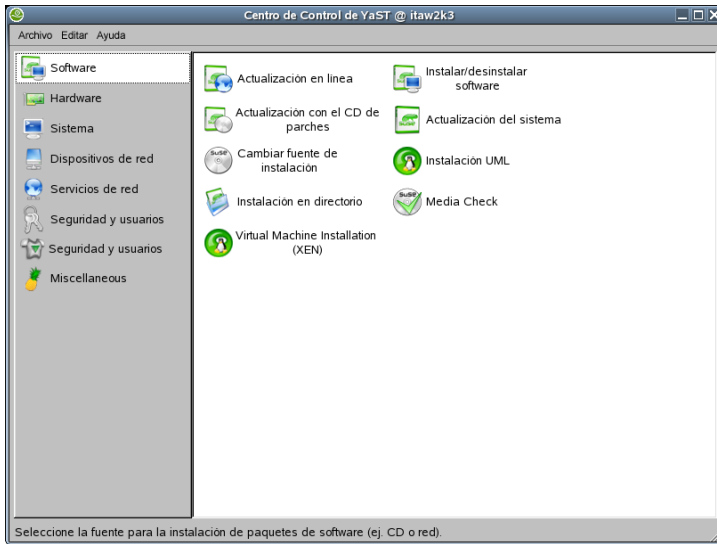 Centro de Control de YaST @ itaw2k3
Archivo Editar Ayuda
Software
Hardware
Sistema
Dispositivos de red
Servicios de red
Seguridad y usuarios
Seguridad y usuarios
Miscellaneous
Actualización en línea
Instalar/desinstalar
software
Actualización con el CD de
parches
Actualización del sistema
Cambiar fuente de
instalación
Instalación UML
Instalación en directorio
Media Check
Virtual Machine Installation
(XEN)
Seleccione la fuente para la instalación de paquetes de software (ej. CD o red).